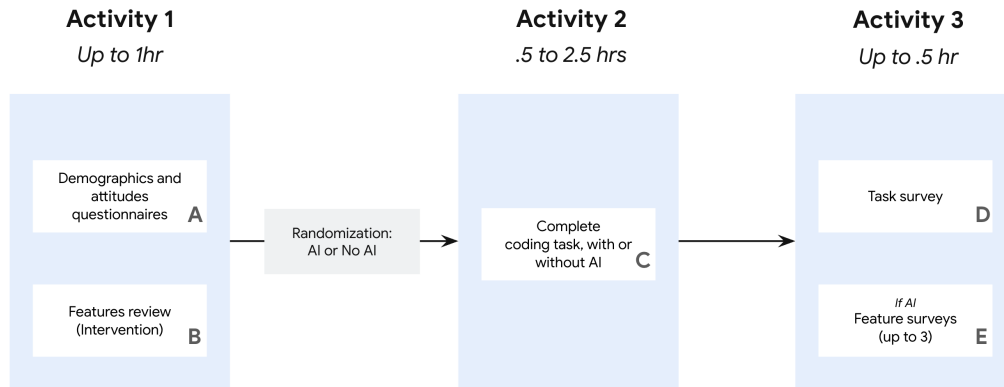 Activity 1
Up to 1hr
Demographics and
attitudes
questionnaires
A
Features review
(Intervention)
B
Randomization:
AI or No AI
Activity 2
.5 to 2.5 hrs
Complete
coding task, with or
without AI
C
Activity 3
Up to .5 hr
Task survey
D
If AI
Feature surveys
(up to 3)
E